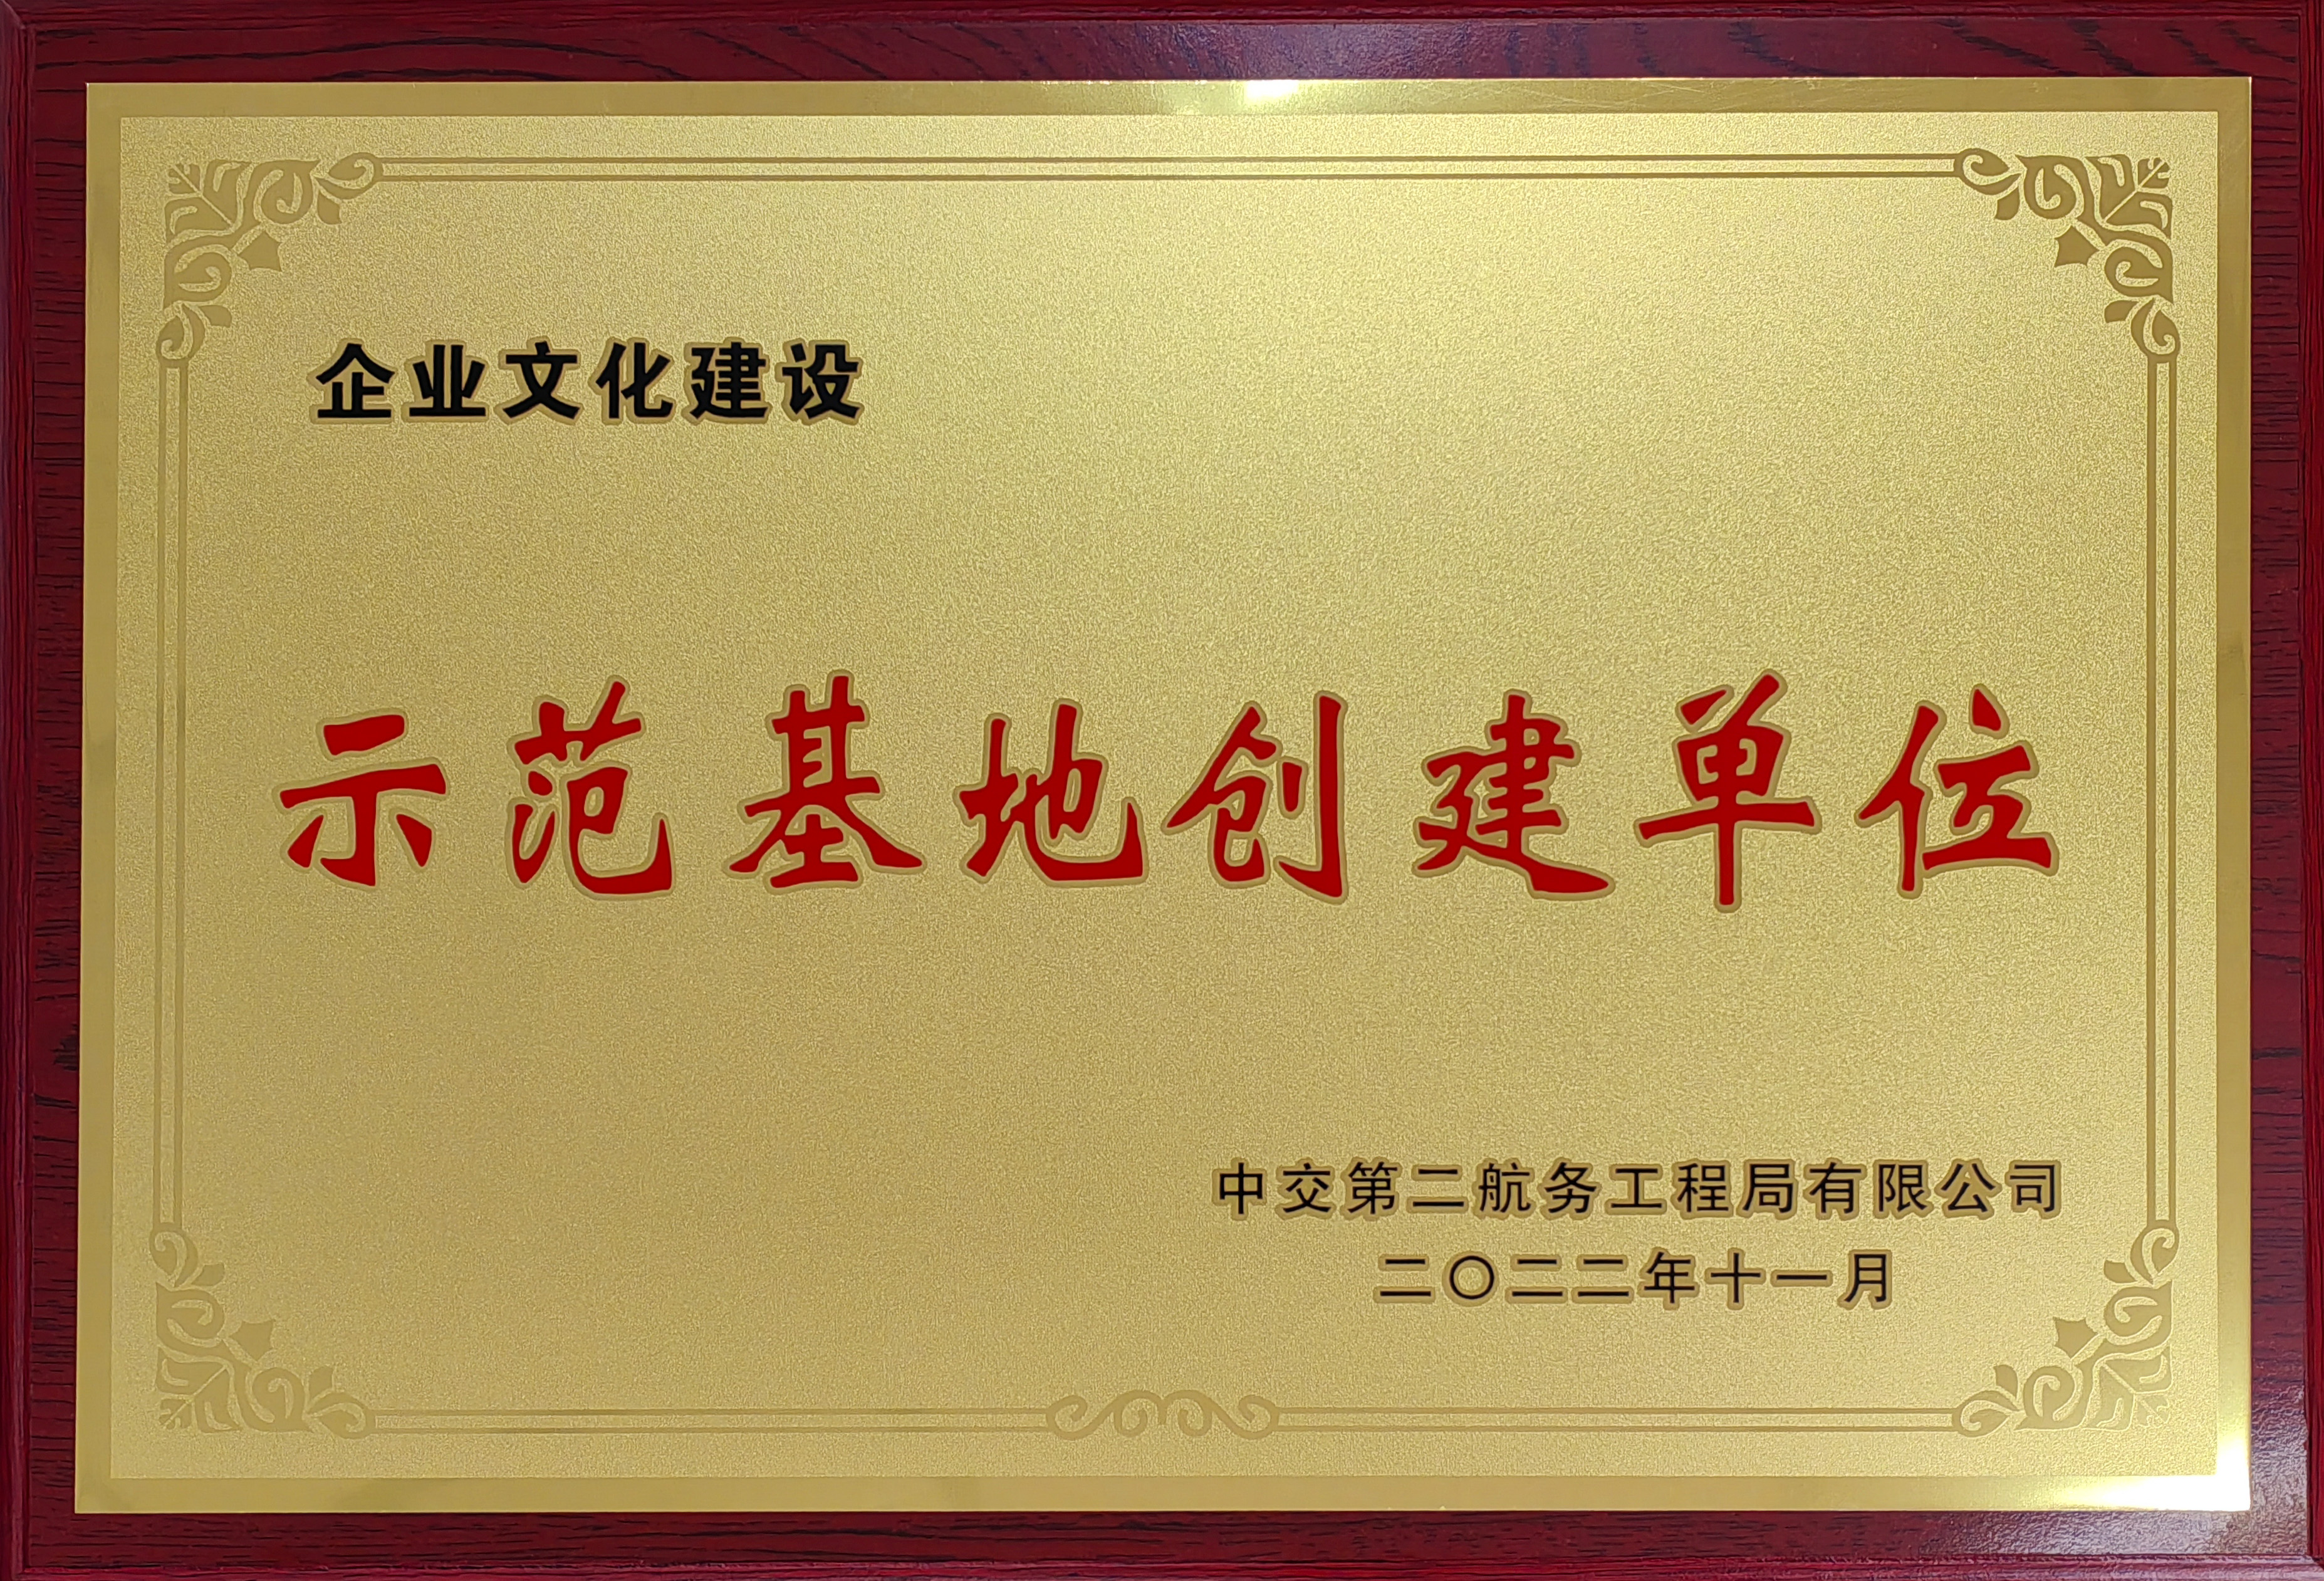 企业文化建设
示范基地创建单位
中交第二航务工程局有限公司
二〇二二年十一月